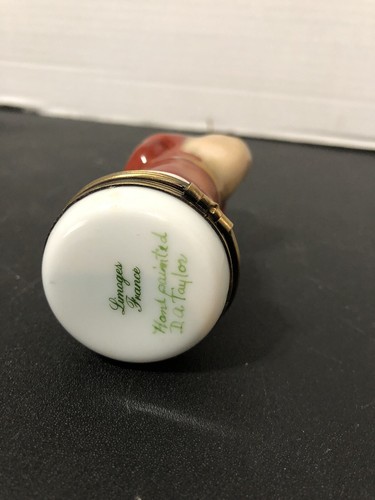 Limoges
France
Hand painted
D a Taylor